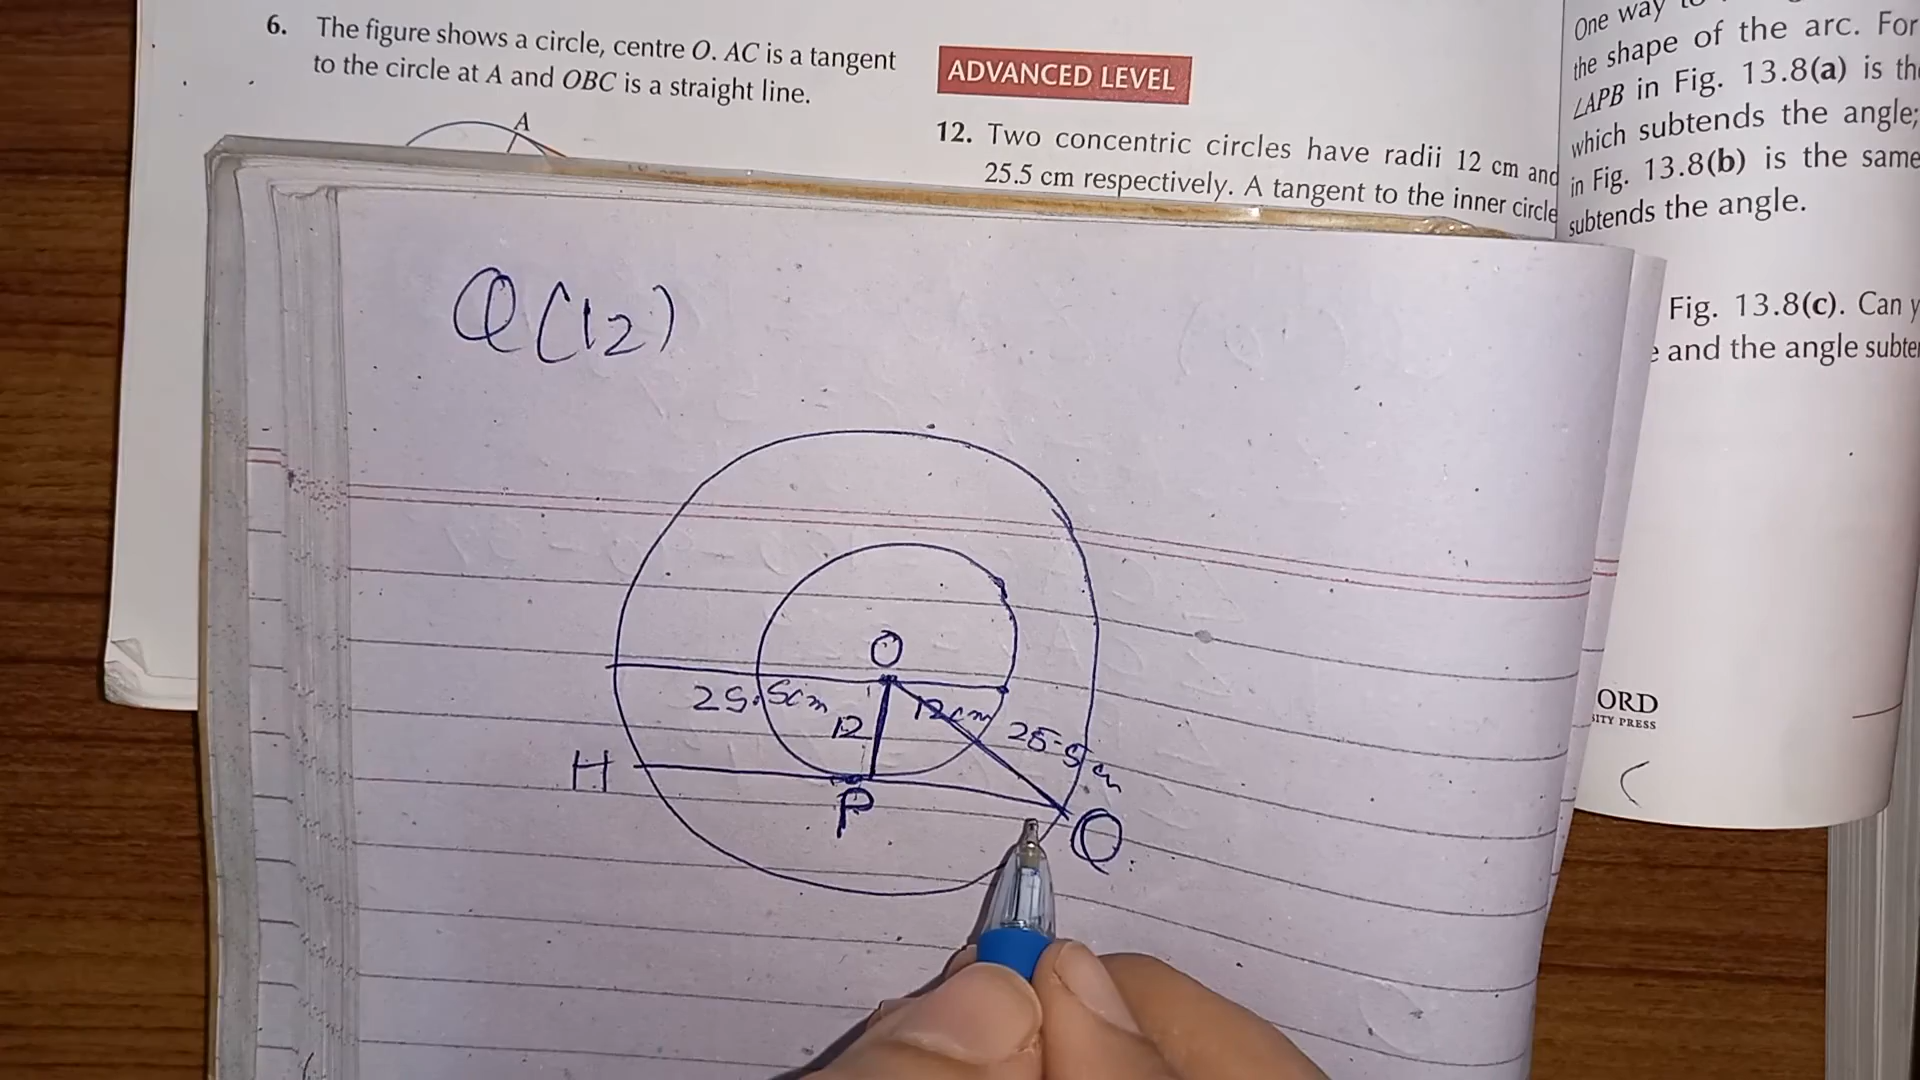 6. The figure shows a circle, centre O. AC is a tangent
to the circle at A and OBC is a straight line.
A
ADVANCED LEVEL
12. Two concentric circles have radii 12 cm and
25.5 cm respectively. A tangent to the inner circle
One way
the shape of the arc. For
∠APB in Fig. 13.8(a) is
which subtends the angle;
in Fig. 13.8(b) is the same
subtends the angle.
Fig. 13.8(c). Can y
e and the angle
ORD
SITY PRESS
Q(12)
O
25.5cm
12cm
12
25.5cm
H
P
Q